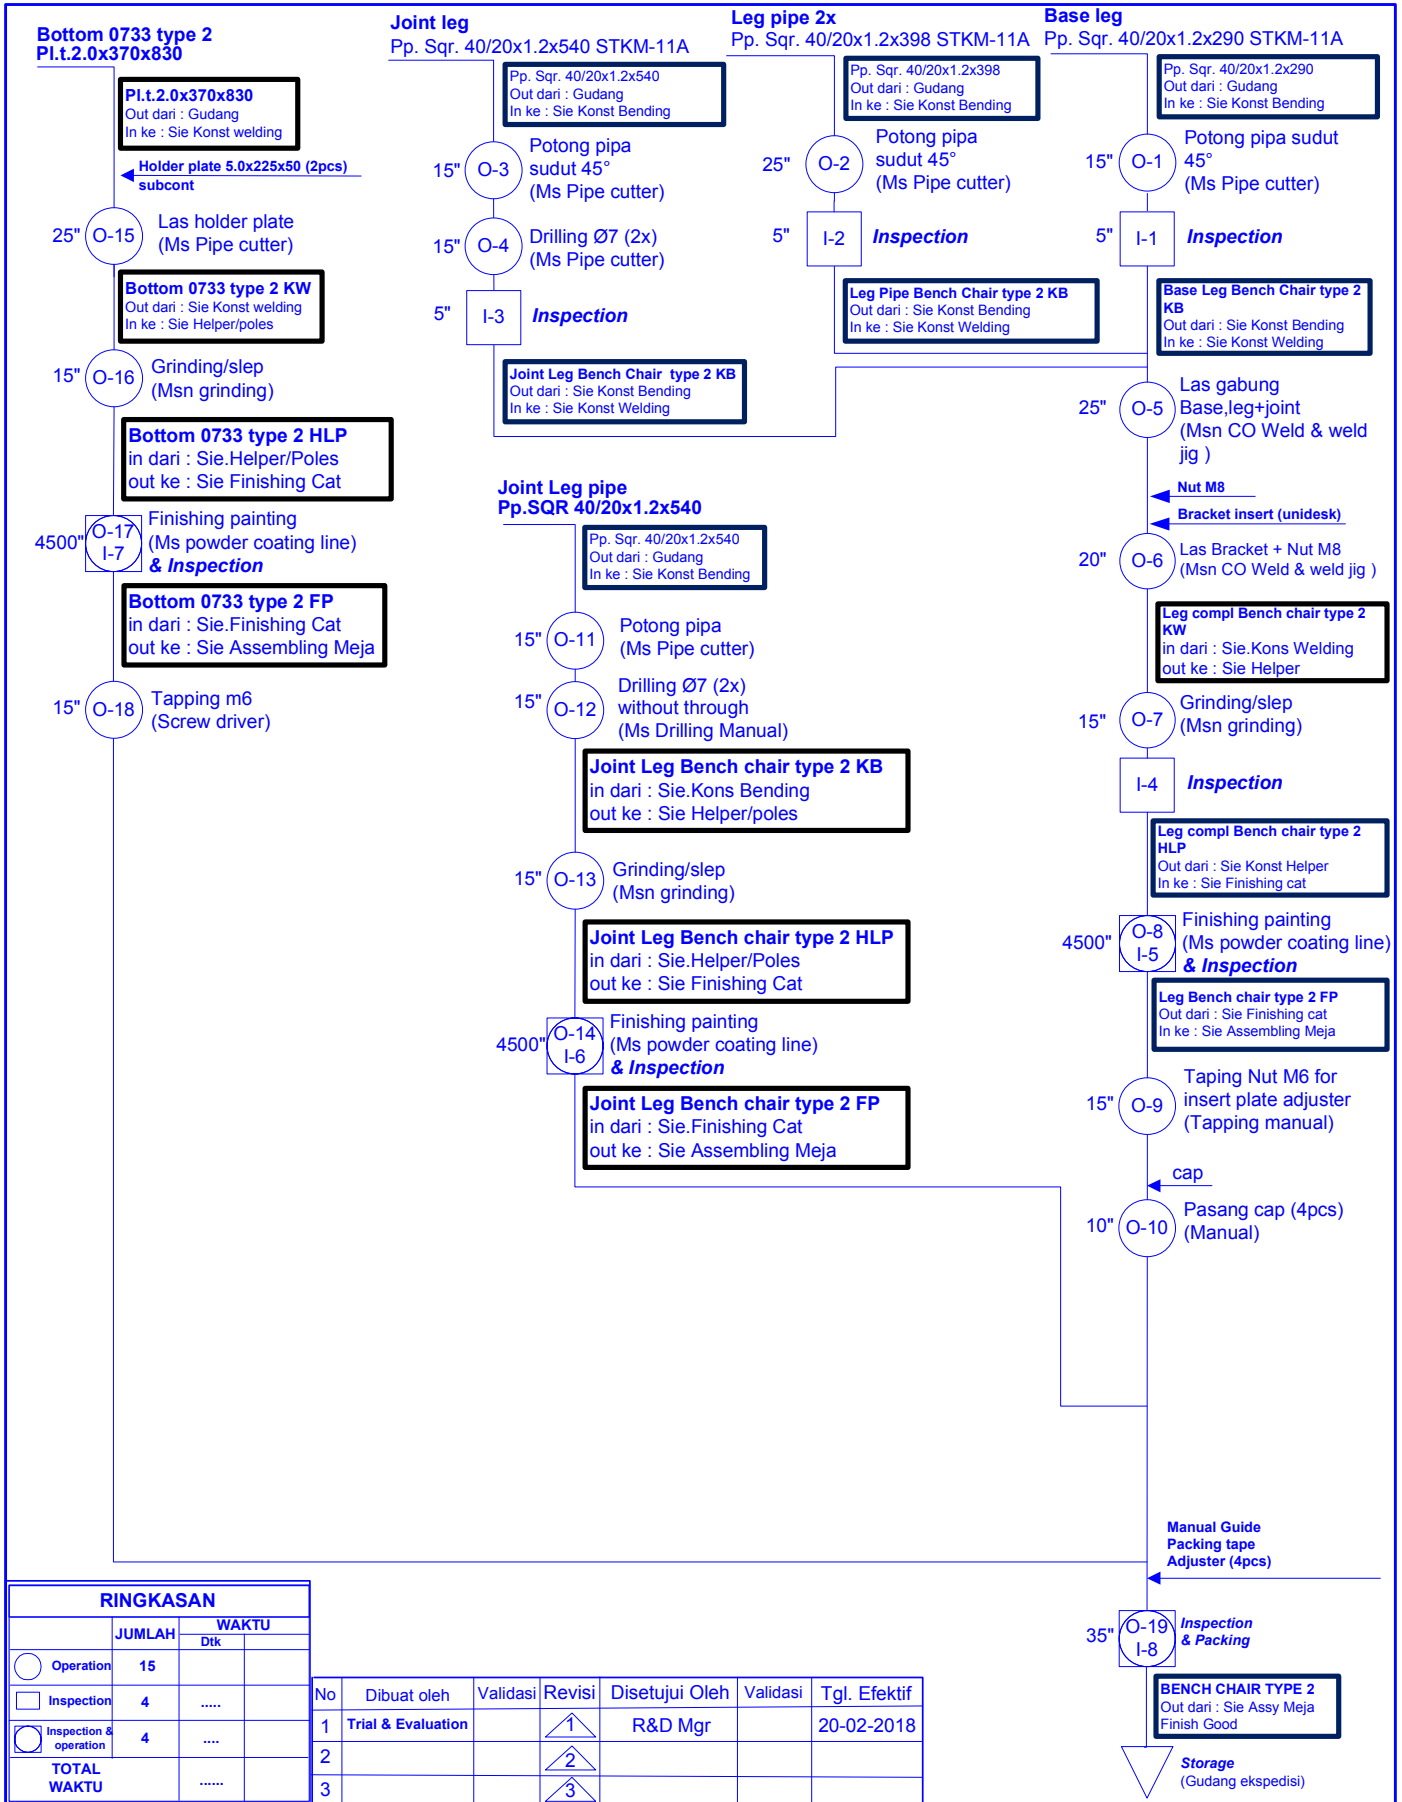 Bottom 0733 type 2
Pl.t.2.0x370x830
Pl.t.2.0x370x830
Out dari : Gudang
In ke : Sie Konst welding
Holder plate 5.0x225x50 (2pcs)
subcont
25"
O-15
Las holder plate
(Ms Pipe cutter)
Bottom 0733 type 2 KW
Out dari : Sie Konst welding
In ke : Sie Helper/poles
15"
O-16
Grinding/slep
(Msn grinding)
Bottom 0733 type 2 HLP
in dari : Sie.Helper/Poles
out ke : Sie Finishing Cat
4500"
O-17
I-7
Finishing painting
(Ms powder coating line)
& Inspection
Bottom 0733 type 2 FP
in dari : Sie.Finishing Cat
out ke : Sie Assembling Meja
15"
O-18
Tapping m6
(Screw driver)
Joint leg
Pp. Sqr. 40/20x1.2x540 STKM-11A
Pp. Sqr. 40/20x1.2x540
Out dari : Gudang
In ke : Sie Konst Bending
15"
O-3
Potong pipa
sudut 45°
(Ms Pipe cutter)
15"
O-4
Drilling Ø7 (2x)
(Ms Pipe cutter)
5"
I-3
Inspection
Joint Leg Bench Chair type 2 KB
Out dari : Sie Konst Bending
In ke : Sie Konst Welding
Leg pipe 2x
Pp. Sqr. 40/20x1.2x398 STKM-11A
Pp. Sqr. 40/20x1.2x398
Out dari : Gudang
In ke : Sie Konst Bending
25"
O-2
Potong pipa
sudut 45°
(Ms Pipe cutter)
5"
I-2
Inspection
Leg Pipe Bench Chair type 2 KB
Out dari : Sie Konst Bending
In ke : Sie Konst Welding
Base leg
Pp. Sqr. 40/20x1.2x290 STKM-11A
Pp. Sqr. 40/20x1.2x290
Out dari : Gudang
In ke : Sie Konst Bending
15"
O-1
Potong pipa sudut
45°
(Ms Pipe cutter)
5"
I-1
Inspection
Base Leg Bench Chair type 2
KB
Out dari : Sie Konst Bending
In ke : Sie Konst Welding
25"
O-5
Las gabung
Base,leg+joint
(Msn CO Weld & weld
jig )
Nut M8
Bracket insert (unidesk)
20"
O-6
Las Bracket + Nut M8
(Msn CO Weld & weld jig )
Leg compl Bench chair type 2
KW
in dari : Sie.Kons Welding
out ke : Sie Helper
15"
O-7
Grinding/slep
(Msn grinding)
I-4
Inspection
Leg compl Bench chair type 2
HLP
Out dari : Sie Konst Helper
In ke : Sie Finishing cat
4500"
O-8
I-5
Finishing painting
(Ms powder coating line)
& Inspection
Leg Bench chair type 2 FP
Out dari : Sie Finishing cat
In ke : Sie Assembling Meja
15"
O-9
Taping Nut M6 for
insert plate adjuster
(Tapping manual)
cap
10"
O-10
Pasang cap (4pcs)
(Manual)
Joint Leg pipe
Pp.SQR 40/20x1.2x540
Pp. Sqr. 40/20x1.2x540
Out dari : Gudang
In ke : Sie Konst Bending
15"
O-11
Potong pipa
(Ms Pipe cutter)
15"
O-12
Drilling Ø7 (2x)
without through
(Ms Drilling Manual)
Joint Leg Bench chair type 2 KB
in dari : Sie.Kons Bending
out ke : Sie Helper/poles
15"
O-13
Grinding/slep
(Msn grinding)
Joint Leg Bench chair type 2 HLP
in dari : Sie.Helper/Poles
out ke : Sie Finishing Cat
4500"
O-14
I-6
Finishing painting
(Ms powder coating line)
& Inspection
Joint Leg Bench chair type 2 FP
in dari : Sie.Finishing Cat
out ke : Sie Assembling Meja
Manual Guide
Packing tape
Adjuster (4pcs)
35"
O-19
I-8
Inspection
& Packing
BENCH CHAIR TYPE 2
Out dari : Sie Assy Meja
Finish Good
Storage
(Gudang ekspedisi)
RINGKASAN
JUMLAH WAKTU
Dtk
Operation 15
Inspection 4 .....
Inspection &
operation 4 ....
TOTAL
WAKTU ......
No Dibuat oleh Validasi Revisi Disetujui Oleh Validasi Tgl. Efektif
1 Trial & Evaluation 1 R&D Mgr 20-02-2018
2 2
3 3